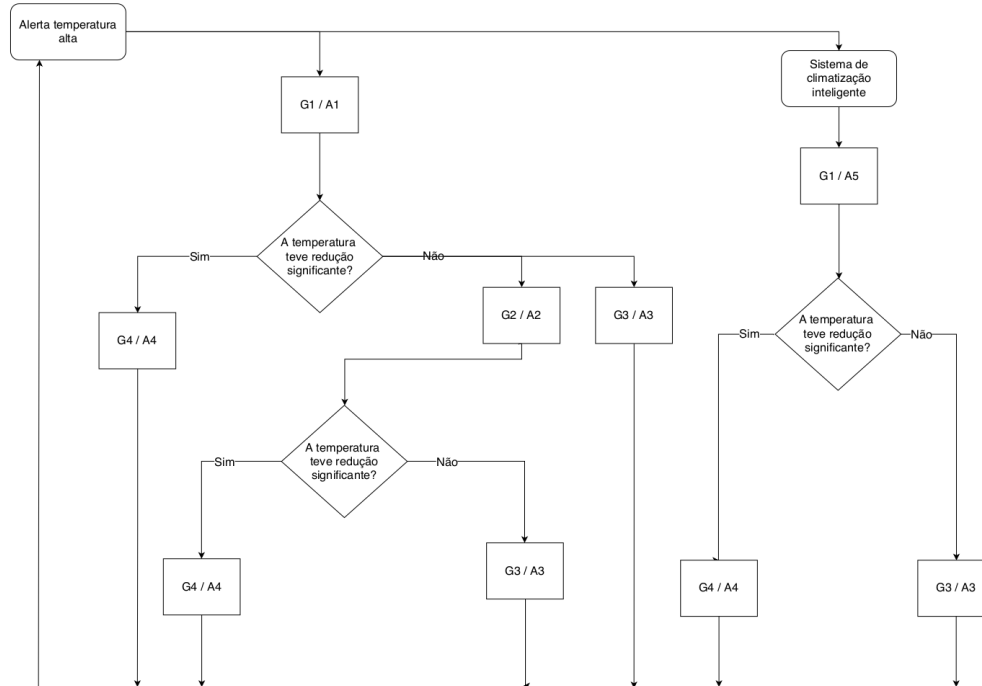 Alerta temperatura
alta
Sistema de
climatização
inteligente
G1 / A1
G1 / A5
A temperatura
teve redução
significante?
Sim
Não
G2 / A2
G3 / A3
G4 / A4
A temperatura
teve redução
significante?
Sim
Não
A temperatura
teve redução
significante?
Sim
Não
G4 / A4
G3 / A3
G4 / A4
G3 / A3